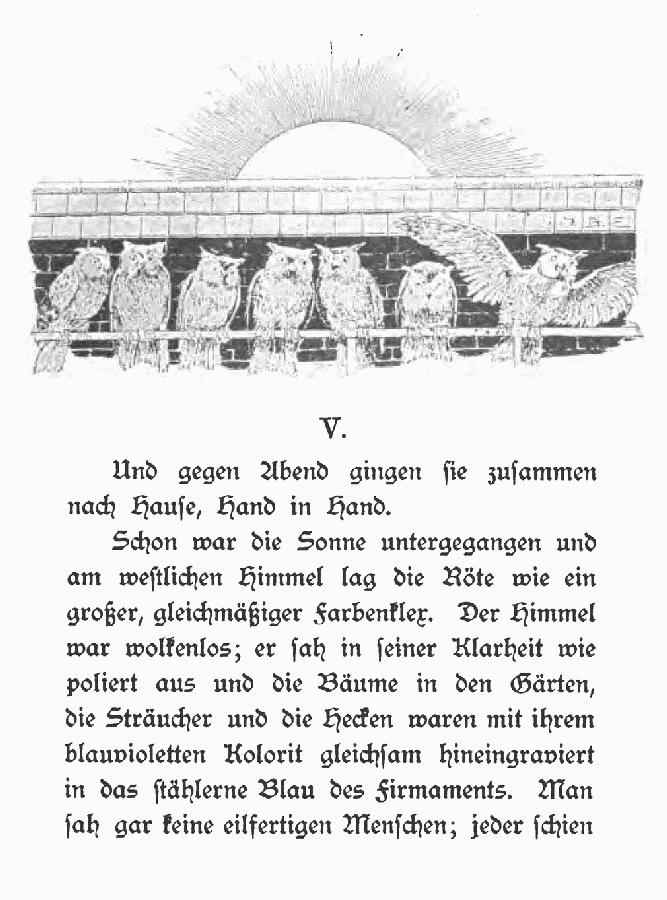 V.
Und gegen Abend gingen sie zusammen
nach Hause, Hand in Hand.
Schon war die Sonne untergegangen und
am westlichen Himmel lag die Röte wie ein
großer, gleichmäßiger Farbenklex. Der Himmel
war wolkenlos; er sah in seiner Klarheit wie
poliert aus und die Bäume in den Gärten,
die Sträucher und die Hecken waren mit ihrem
blauvioletten Kolorit gleichsam hineingraviert
in das stählerne Blau des Firmaments. Man
sah gar keine eilfertigen Menschen; jeder schien